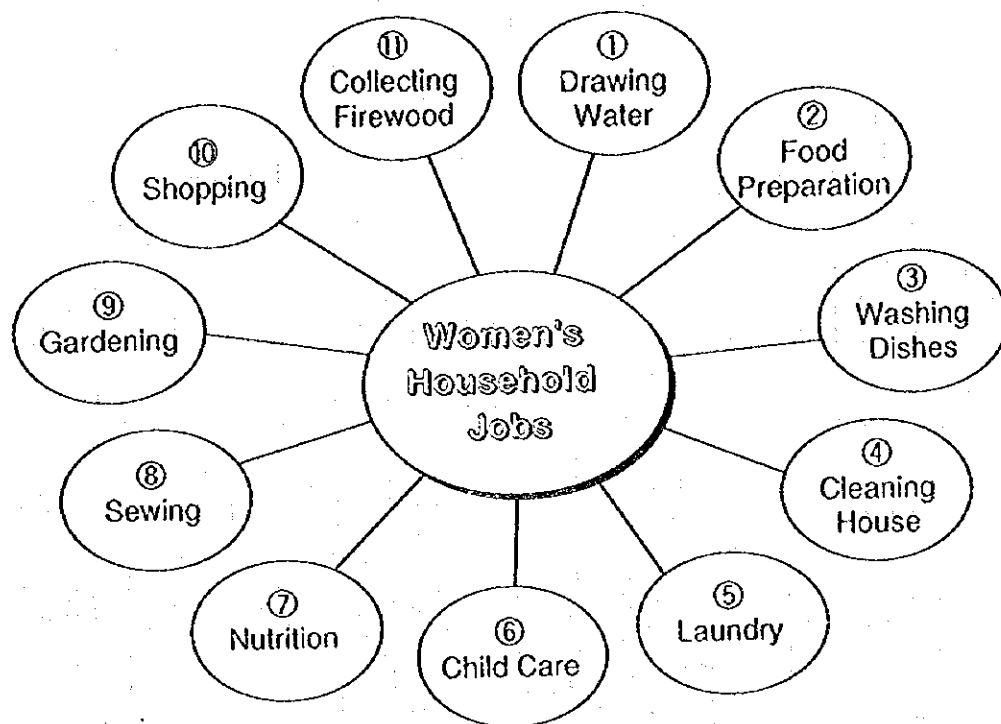 Women's
Household
Jobs
①
Drawing
Water
②
Food
Preparation
③
Washing
Dishes
④
Cleaning
House
⑤
Laundry
⑥
Child Care
⑦
Nutrition
⑧
Sewing
⑨
Gardening
⑩
Shopping
⑪
Collecting
Firewood